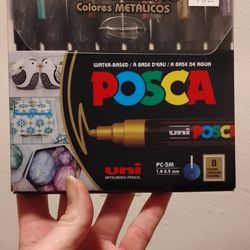 Colores METÁLICOS
WATER-BASED / À BASE D'EAU / A BASE DE AGUA
POSCA
uni POSCA
uni
MITSUBISHI PENCIL
PC-5M
1.8-2.5 mm
8